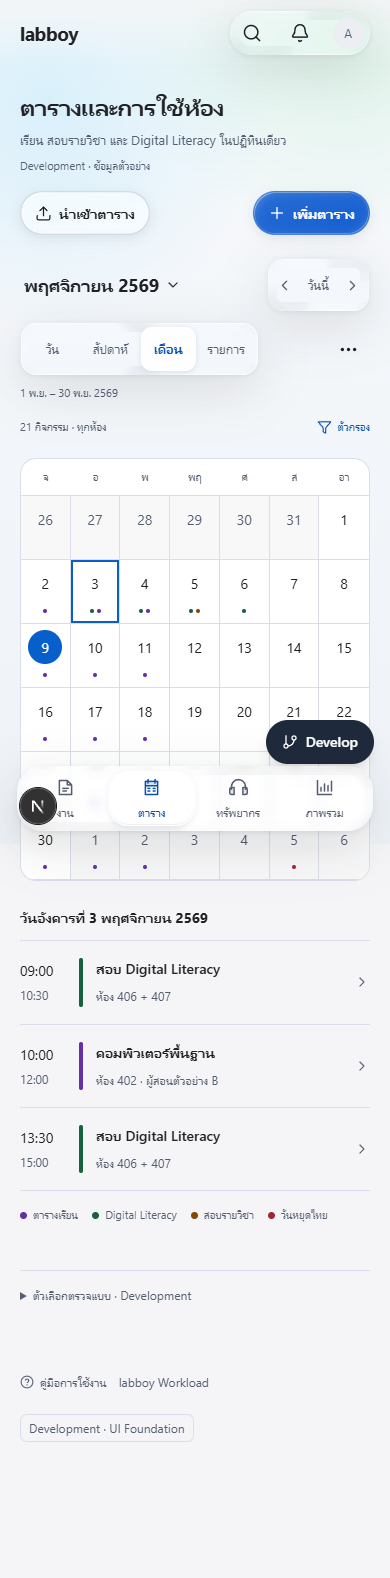 labboy
A
ตารางและการใช้ห้อง
เรียน สอบรายวิชา และ Digital Literacy ในปฏิทินเดียว
Development · ข้อมูลตัวอย่าง
นำเข้าตาราง
เพิ่มตาราง
พฤศจิกายน 2569
วันนี้
วัน สัปดาห์ เดือน รายการ
1 พ.ย. – 30 พ.ย. 2569
21 กิจกรรม · ทุกห้อง
ตัวกรอง
จ อ พ พฤ ศ ส อา
26 27 28 29 30 31 1
2 3 4 5 6 7 8
9 10 11 12 13 14 15
16 17 18 19 20 21 22
Develop
N
งาน ตาราง ทรัพยากร ภาพรวม
30 1 2 3 4 5 6
วันอังคารที่ 3 พฤศจิกายน 2569
09:00 สอบ Digital Literacy
10:30 ห้อง 406 + 407
10:00 คอมพิวเตอร์พื้นฐาน
12:00 ห้อง 402 · ผู้สอนตัวอย่าง B
13:30 สอบ Digital Literacy
15:00 ห้อง 406 + 407
ตารางเรียน Digital Literacy สอบรายวิชา วันหยุดไทย
ตัวเลือกตรวจแบบ · Development
คู่มือการใช้งาน labboy Workload
Development · UI Foundation